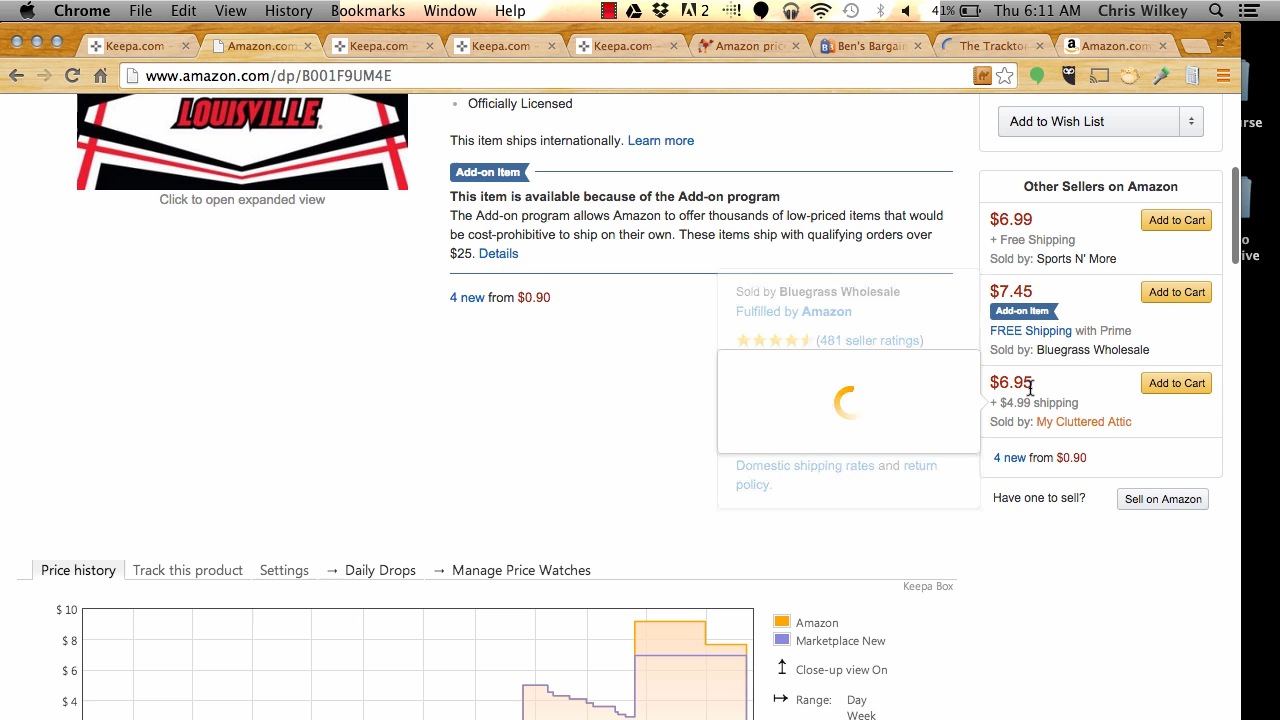 Chrome File Edit View History Bookmarks Window Help 2 41% Thu 6:11 AM Chris Wilkey
Keepa.com Amazon.com Keepa.com Keepa.com Keepa.com Amazon pric Ben's Bargain The Trackto Amazon.com
www.amazon.com/dp/B001F9UM4E
LOUISVILLE
Click to open expanded view
Officially Licensed
This item ships internationally. Learn more
Add-on Item
This item is available because of the Add-on program
The Add-on program allows Amazon to offer thousands of low-priced items that would
be cost-prohibitive to ship on their own. These items ship with qualifying orders over
$25. Details
4 new from $0.90
Sold by Bluegrass Wholesale
Fulfilled by Amazon
(481 seller ratings)
Domestic shipping rates and return
policy.
Add to Wish List
Other Sellers on Amazon
$6.99 Add to Cart
+ Free Shipping
Sold by: Sports N' More
$7.45 Add to Cart
Add-on Item
FREE Shipping with Prime
Sold by: Bluegrass Wholesale
$6.95 Add to Cart
+ $4.99 shipping
Sold by: My Cluttered Attic
4 new from $0.90
Have one to sell? Sell on Amazon
rse
o
ive
Price history Track this product Settings → Daily Drops → Manage Price Watches
Keepa Box
$ 10
$ 8
$ 6
$ 4
Amazon
Marketplace New
Close-up view On
Range: Day
Week